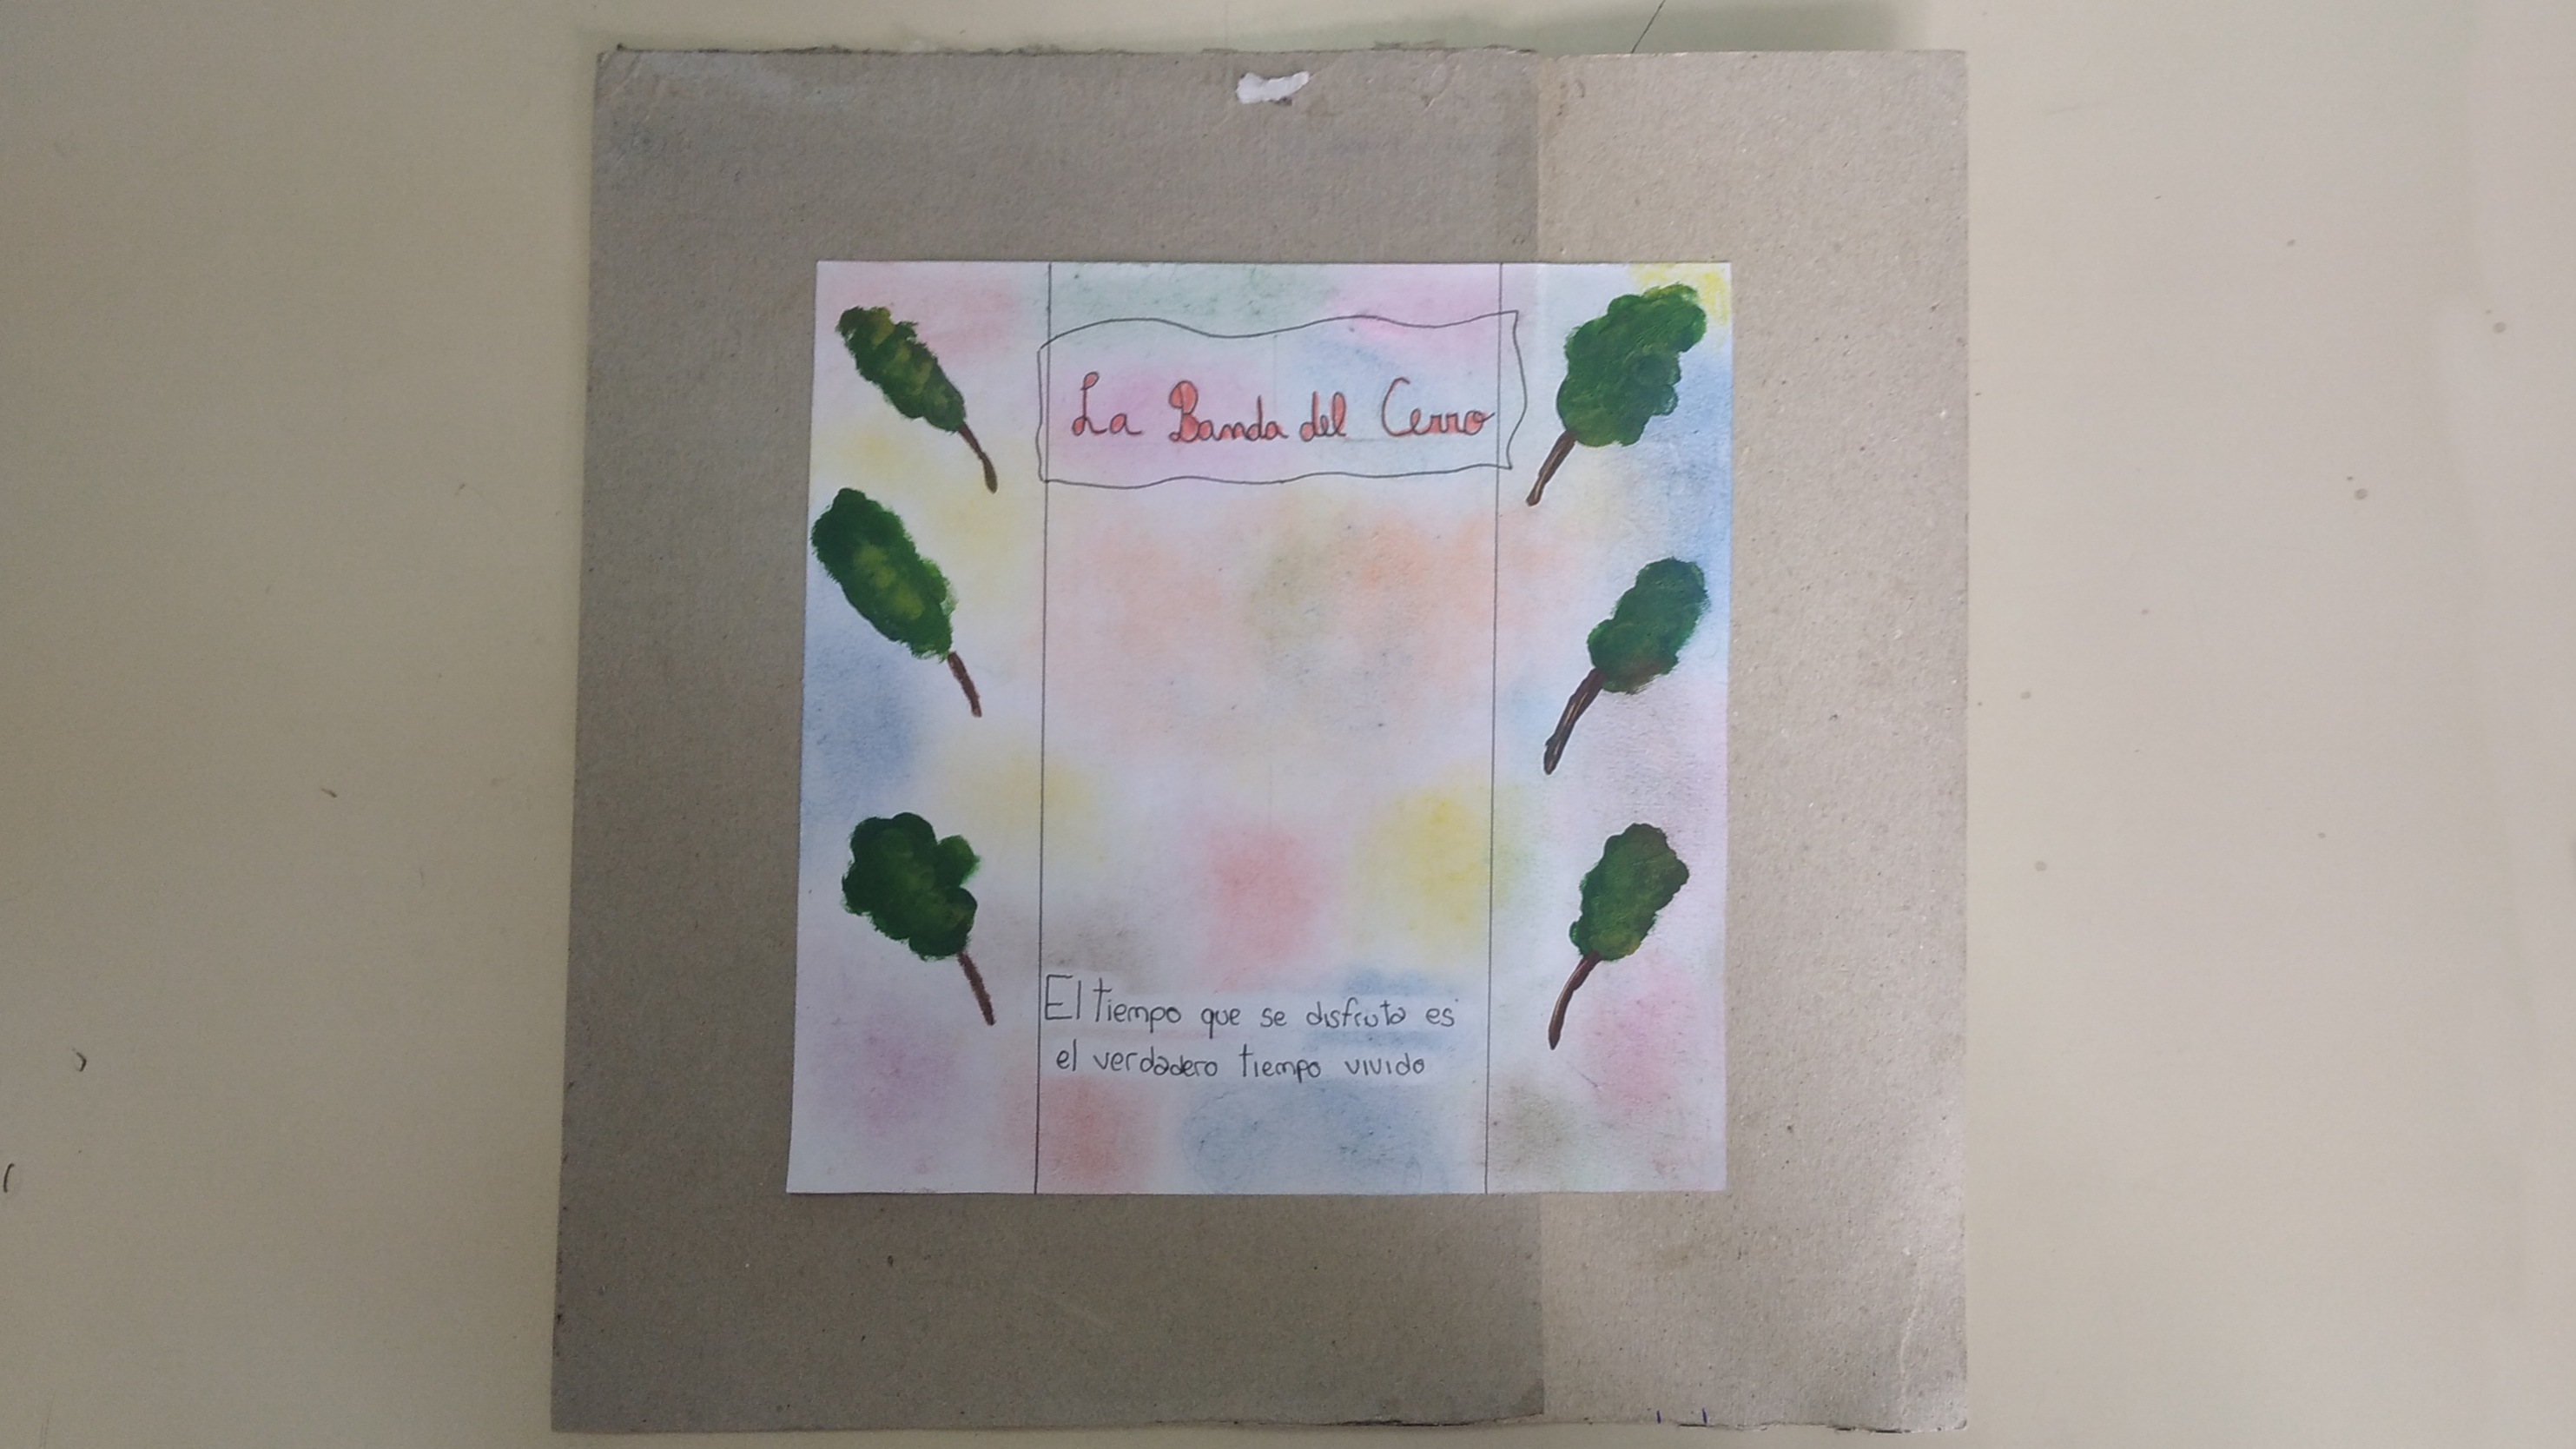 La Banda del Cerro
El tiempo que se disfruta es
el verdadero tiempo vivido